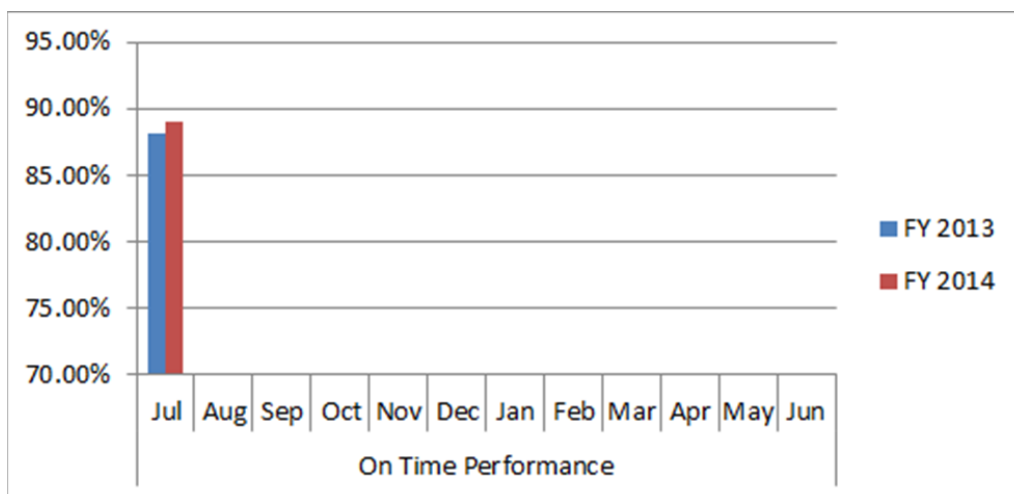 95.00%
90.00%
85.00%
80.00%
75.00%
70.00%
Jul Aug Sep Oct Nov Dec Jan Feb Mar Apr May Jun
On Time Performance
FY 2013
FY 2014